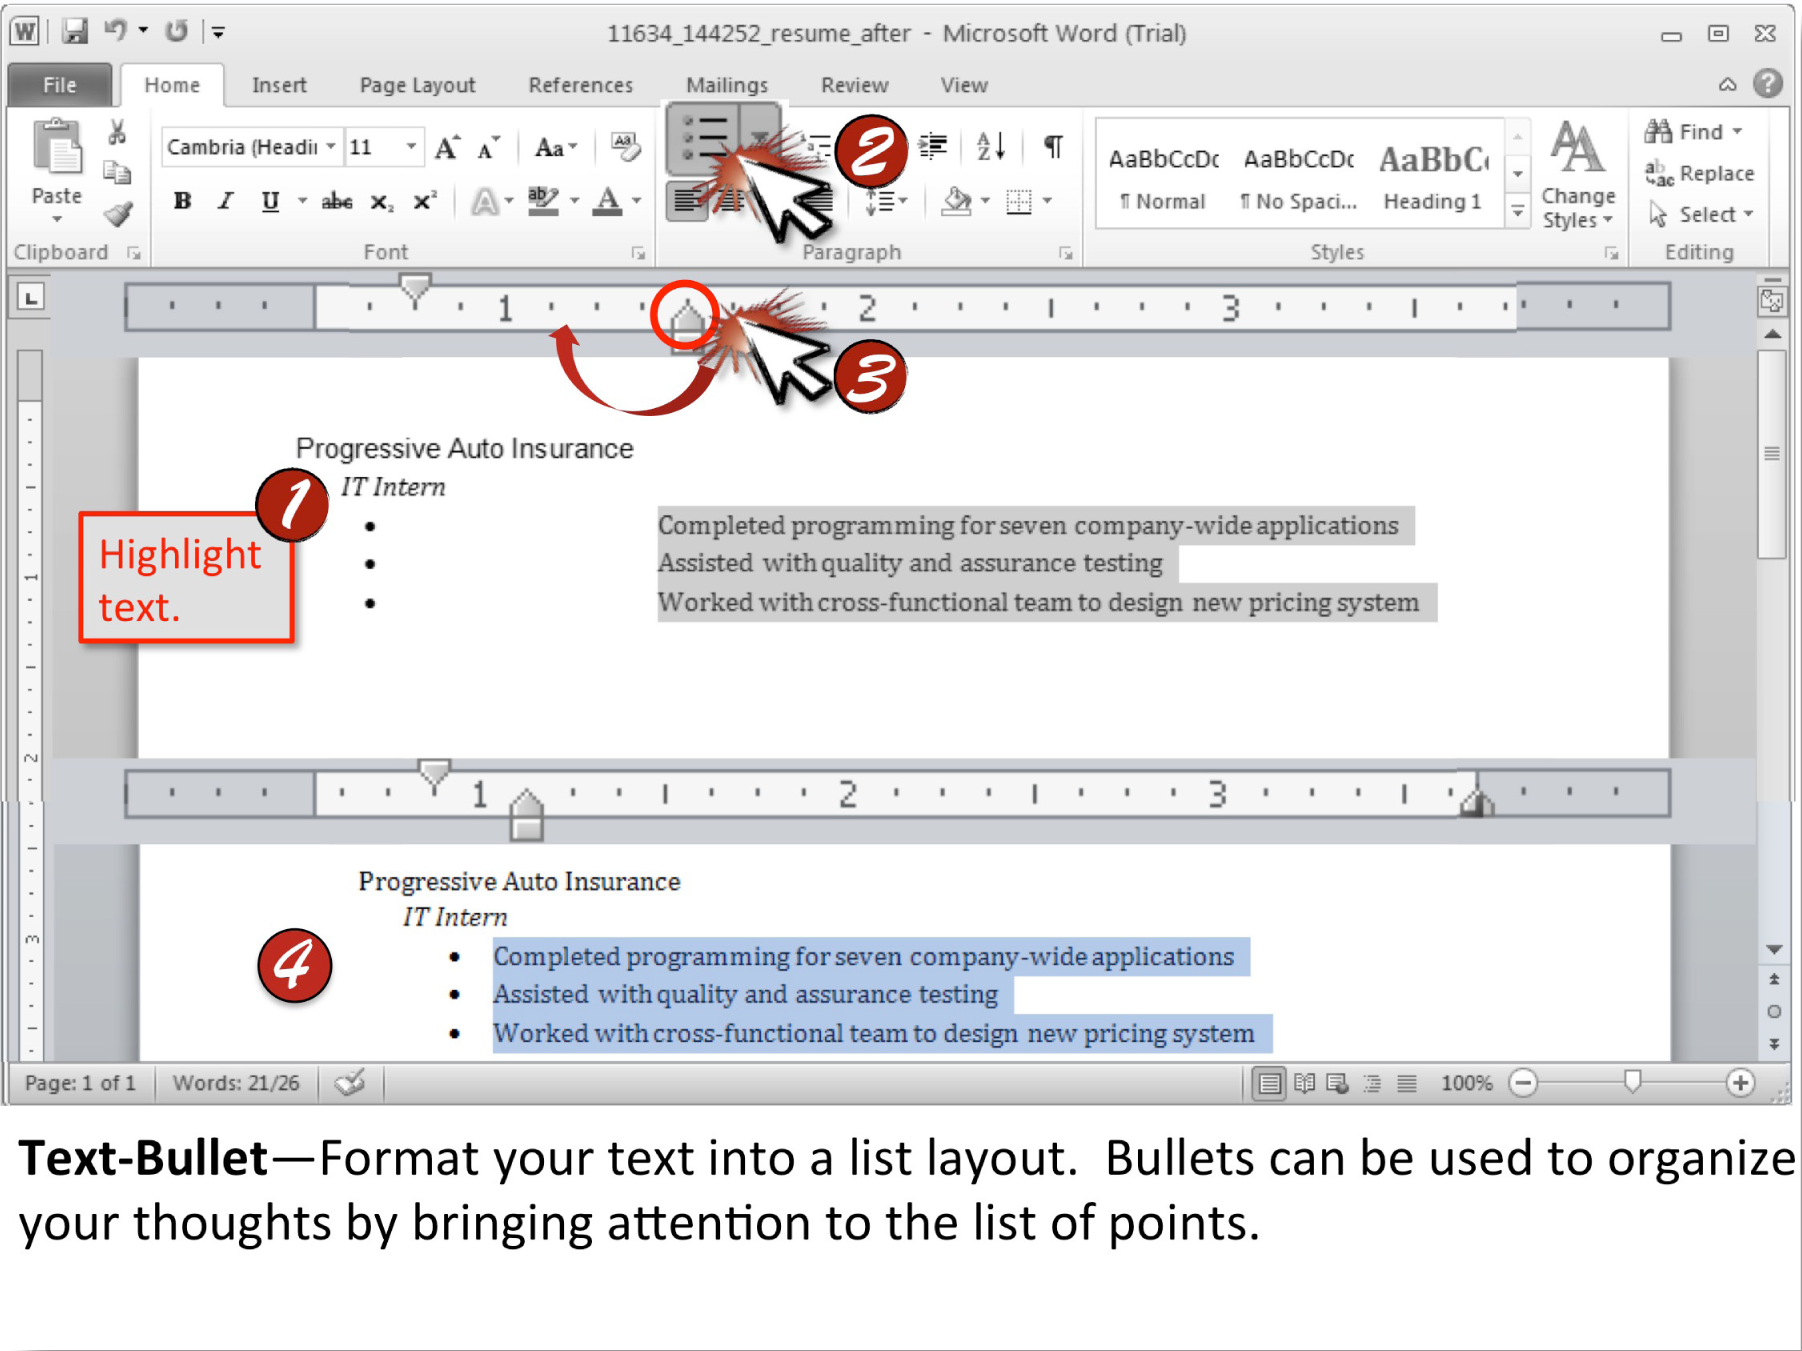 11634_144252_resume_after - Microsoft Word (Trial)
File Home Insert Page Layout References Mailings Review View
Cambria (Headi 11 A A Aa
Paste
B I U abc x₂ x² A ab A
A Z ¶
AaBbCcDc AaBbCcDc AaBbC
¶ Normal ¶ No Spaci... Heading 1
Change
Styles
Find
Replace
Select
Clipboard Font Paragraph Styles Editing
2
1 2 3
3
Progressive Auto Insurance
1
IT Intern
Highlight
text.
• Completed programming for seven company-wide applications
• Assisted with quality and assurance testing
• Worked with cross-functional team to design new pricing system
1 2 3
Progressive Auto Insurance
IT Intern
4
• Completed programming for seven company-wide applications
• Assisted with quality and assurance testing
• Worked with cross-functional team to design new pricing system
1
2
3
Page: 1 of 1 Words: 21/26 100%
Text-Bullet—Format your text into a list layout. Bullets can be used to organize
your thoughts by bringing attention to the list of points.